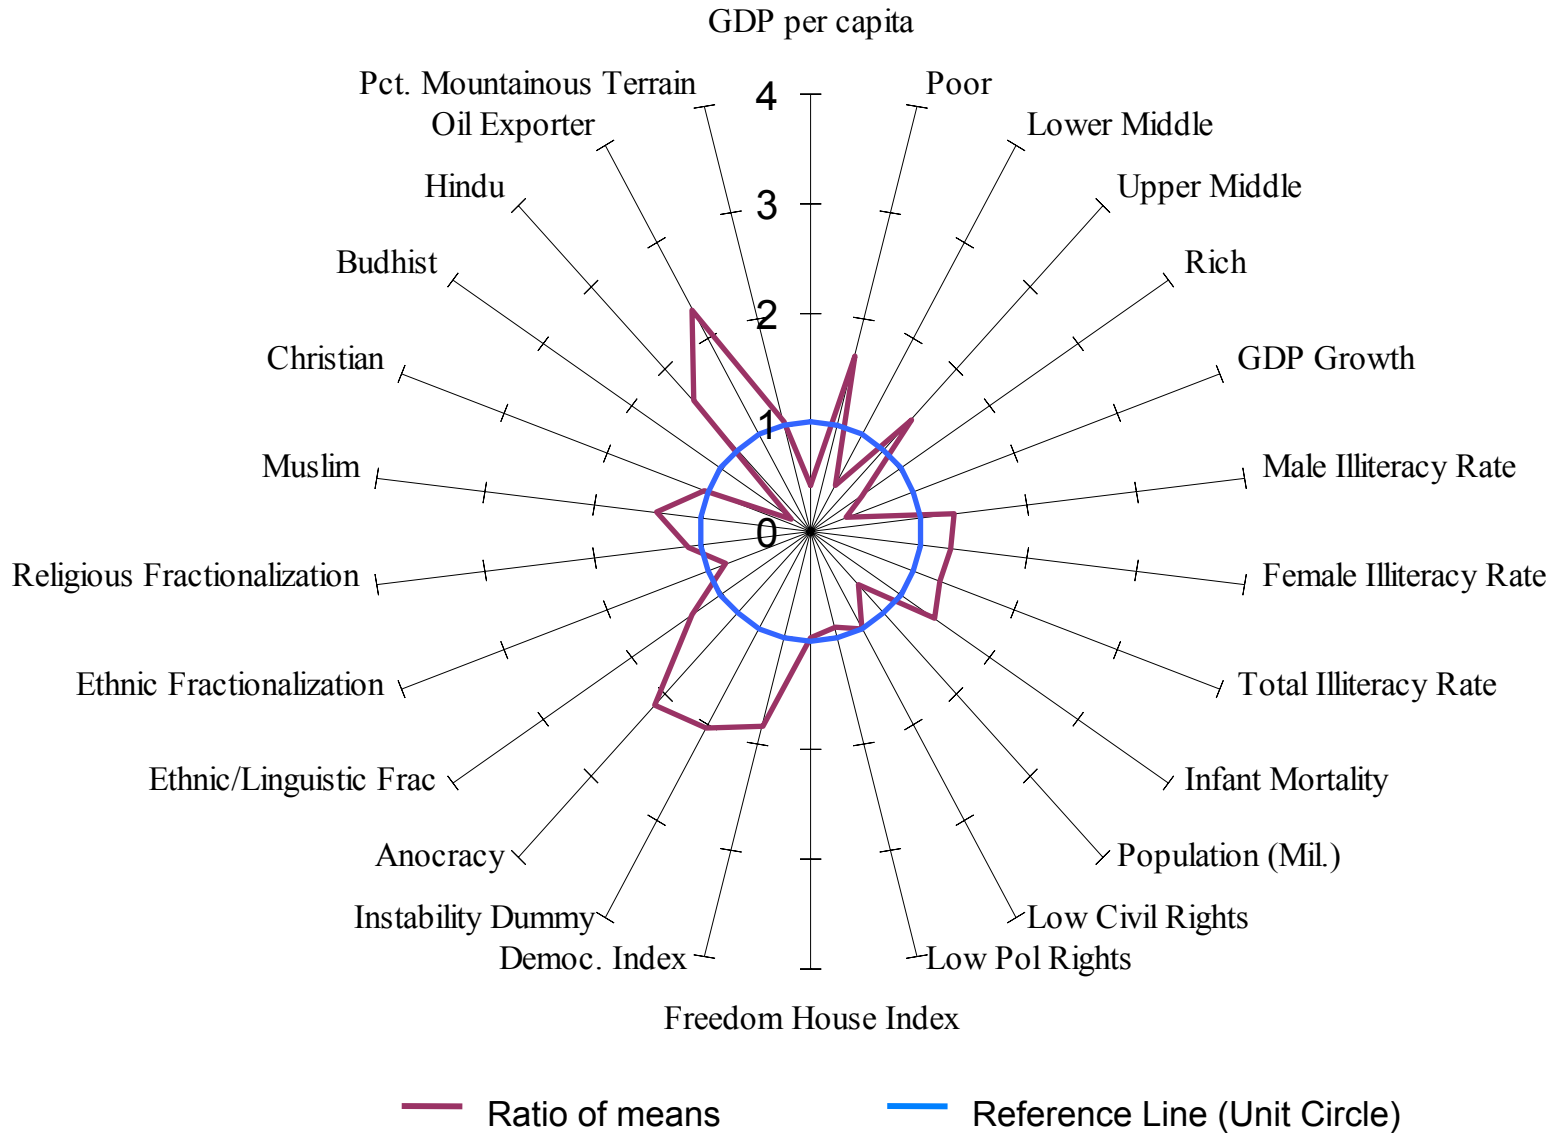 GDP per capita
Pct. Mountainous Terrain
Poor
4
Oil Exporter
Lower Middle
Hindu
Upper Middle
3
Budhist
Rich
2
Christian
GDP Growth
1
Muslim
Male Illiteracy Rate
0
Religious Fractionalization
Female Illiteracy Rate
Ethnic Fractionalization
Total Illiteracy Rate
Ethnic/Linguistic Frac
Infant Mortality
Anocracy
Population (Mil.)
Instability Dummy
Low Civil Rights
Democ. Index
Low Pol Rights
Freedom House Index
Ratio of means
Reference Line (Unit Circle)